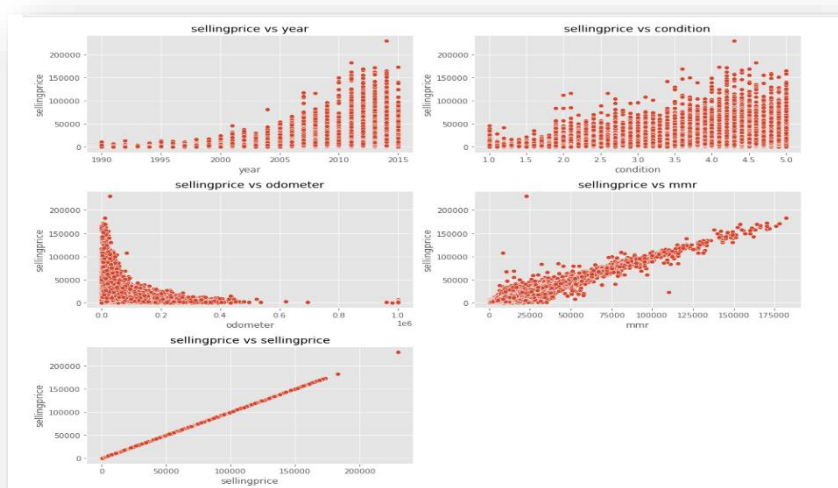 sellingprice vs year
sellingprice
200000
150000
100000
50000
0
1990 1995 2000 2005 2010 2015
year
sellingprice vs condition
sellingprice
200000
150000
100000
50000
0
1.0 1.5 2.0 2.5 3.0 3.5 4.0 4.5 5.0
condition
sellingprice vs odometer
sellingprice
200000
150000
100000
50000
0
0.0 0.2 0.4 0.6 0.8 1.0
1e6
odometer
sellingprice vs mmr
sellingprice
200000
150000
100000
50000
0
0 25000 50000 75000 100000 125000 150000 175000
mmr
sellingprice vs sellingprice
sellingprice
200000
150000
100000
50000
0
0 50000 100000 150000 200000
sellingprice